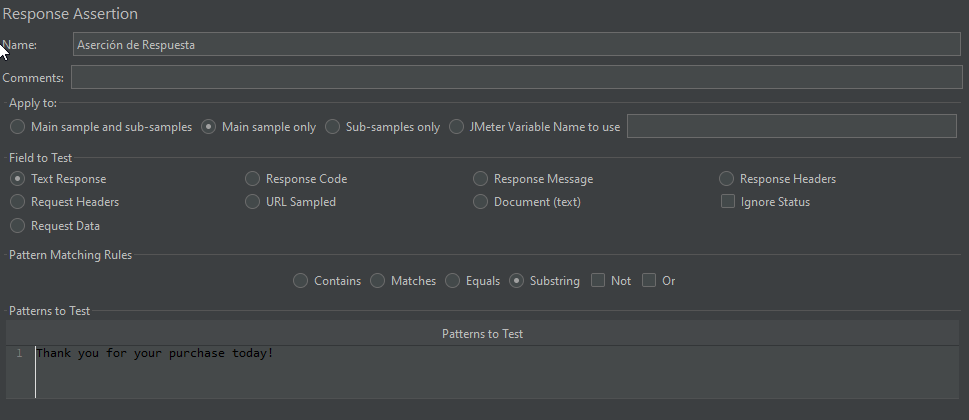 Response Assertion
Name: Aserción de Respuesta
Comments:
Apply to:
Main sample and sub-samples Main sample only Sub-samples only JMeter Variable Name to use
Field to Test
Text Response Response Code Response Message Response Headers
Request Headers URL Sampled Document (text) Ignore Status
Request Data
Pattern Matching Rules
Contains Matches Equals Substring Not Or
Patterns to Test
Patterns to Test
1 Thank you for your purchase today!